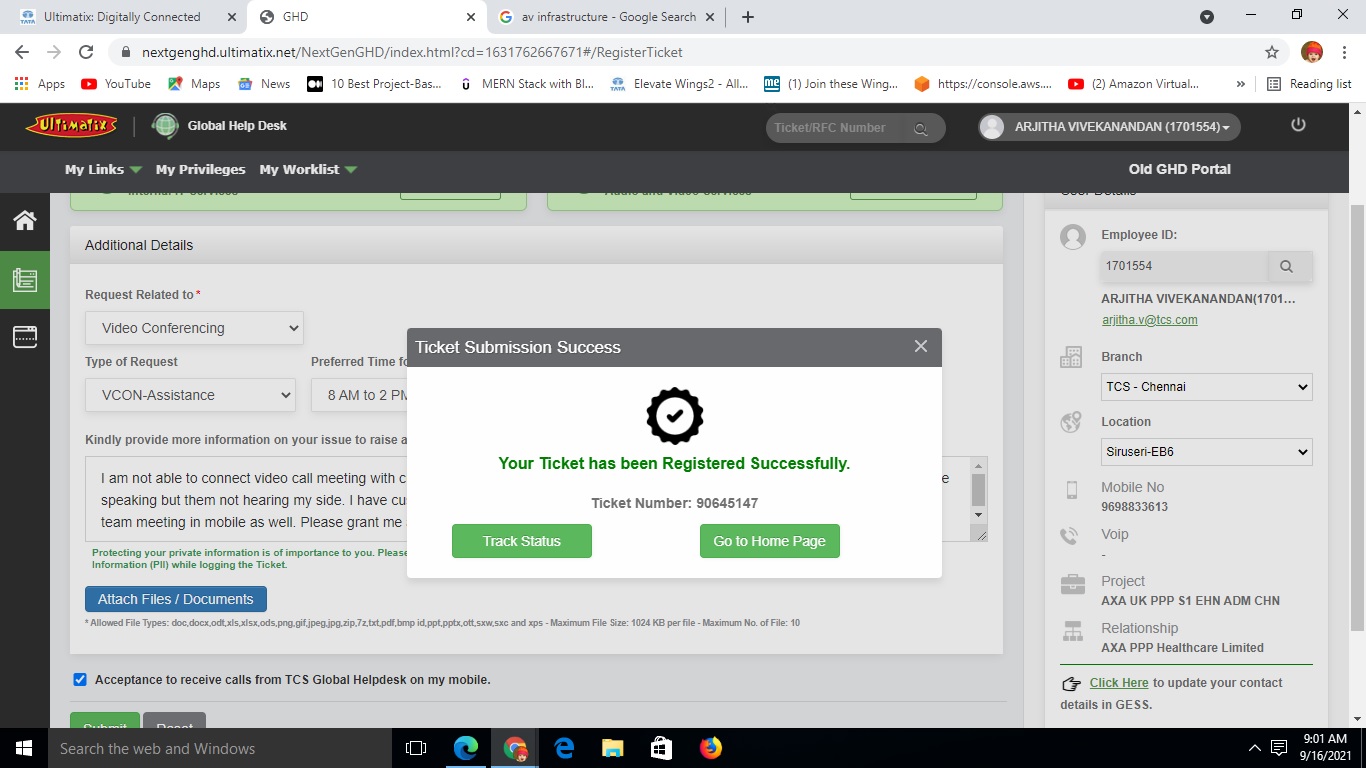 Ultimatix: Digitally Connected
GHD
av infrastructure - Google Search
nextgenghd.ultimatix.net/NextGenGHD/index.html?cd=1631762667671#/RegisterTicket
Apps
YouTube
Maps
News
10 Best Project-Bas...
MERN Stack with Bl...
Elevate Wings2 - All...
(1) Join these Wing...
https://console.aws....
(2) Amazon Virtual...
»
Reading list
ULTIMATIX
Global Help Desk
Ticket/RFC Number
ARJITHA VIVEKANANDAN (1701554)
My Links
My Privileges
My Worklist
Old GHD Portal
Internal IT Services
Audio and Video Services
User Details
Additional Details
Request Related to*
Video Conferencing
Type of Request
Preferred Time fo
VCON-Assistance
8 AM to 2 PM
Kindly provide more information on your issue to raise a
I am not able to connect video call meeting with c
e
speaking but them not hearing my side. I have cu
team meeting in mobile as well. Please grant me
Protecting your private information is of importance to you. Please
Information (PII) while logging the Ticket.
Attach Files / Documents
* Allowed File Types: doc,docx,odt,xls,xlsx,ods,png,gif,jpeg,jpg,zip,7z,txt,pdf,bmp id,ppt,pptx,ott,sxw,sxc and xps - Maximum File Size: 1024 KB per file - Maximum No. of File: 10
Acceptance to receive calls from TCS Global Helpdesk on my mobile.
Submit
Reset
Ticket Submission Success
Your Ticket has been Registered Successfully.
Ticket Number: 90645147
Track Status
Go to Home Page
Employee ID:
1701554
ARJITHA VIVEKANANDAN(1701...
arjitha.v@tcs.com
Branch
TCS - Chennai
Location
Siruseri-EB6
Mobile No
9698833613
Voip
-
Project
AXA UK PPP S1 EHN ADM CHN
Relationship
AXA PPP Healthcare Limited
Click Here to update your contact
details in GESS.
Search the web and Windows
9:01 AM
9/16/2021